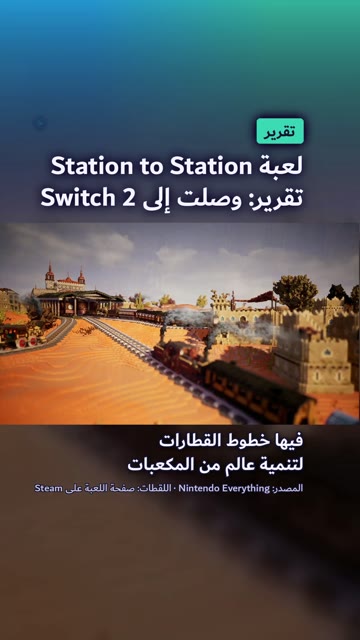 تقرير
لعبة Station to Station
تقرير: وصلت إلى Switch 2
فيها خطوط القطارات
لتنمية عالم من المكعبات
المصدر: Nintendo Everything · اللقطات: صفحة اللعبة على Steam